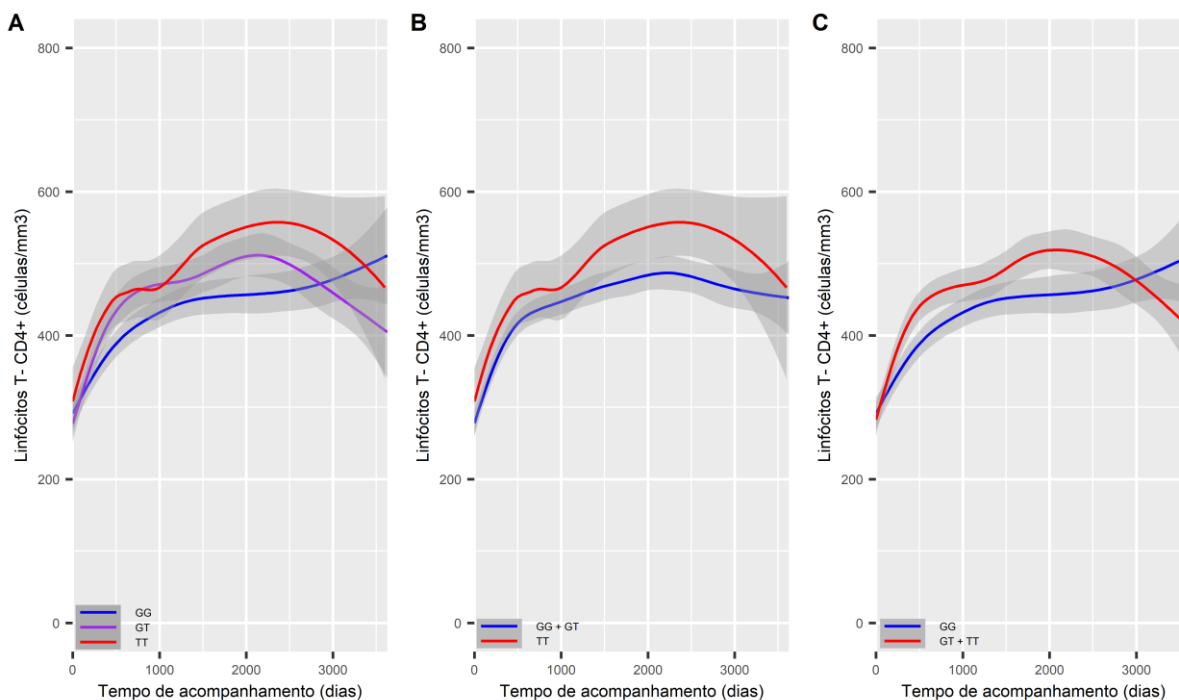 A
800
600
400
200
0
Linfócitos T- CD4+ (células/mm3)
GG
GT
TT
0 1000 2000 3000
Tempo de acompanhamento (dias)
B
800
600
400
200
0
Linfócitos T- CD4+ (células/mm3)
GG + GT
TT
0 1000 2000 3000
Tempo de acompanhamento (dias)
C
800
600
400
200
0
Linfócitos T- CD4+ (células/mm3)
GG
GT + TT
0 1000 2000 3000
Tempo de acompanhamento (dias)